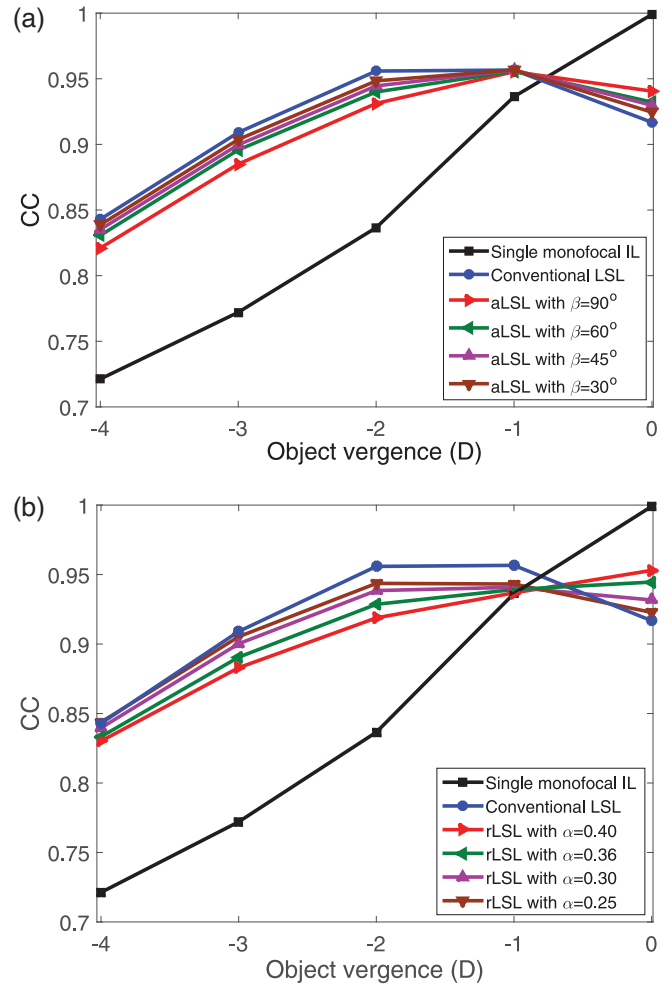 (a)
1
0.95
0.9
0.85
0.8
0.75
0.7
CC
-4 -3 -2 -1 0
Object vergence (D)
Single monofocal IL
Conventional LSL
aLSL with β=90°
aLSL with β=60°
aLSL with β=45°
aLSL with β=30°
(b)
1
0.95
0.9
0.85
0.8
0.75
0.7
CC
-4 -3 -2 -1 0
Object vergence (D)
Single monofocal IL
Conventional LSL
rLSL with α=0.40
rLSL with α=0.36
rLSL with α=0.30
rLSL with α=0.25